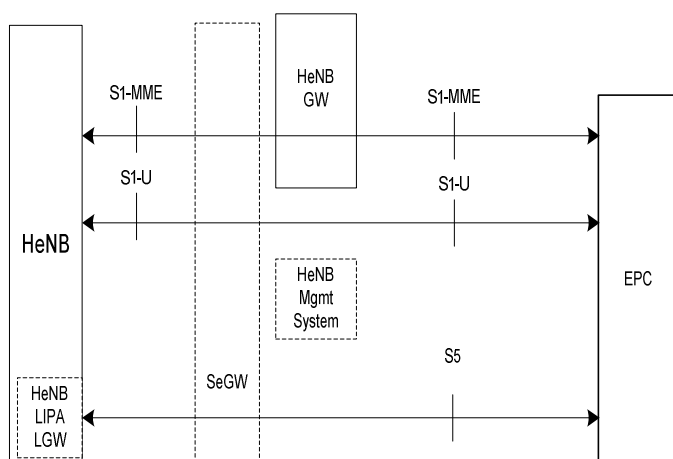 HeNB
GW
S1-MME
S1-MME
S1-U
S1-U
HeNB
HeNB
Mgmt
System
EPC
S5
SeGW
HeNB
LIPA
LGW